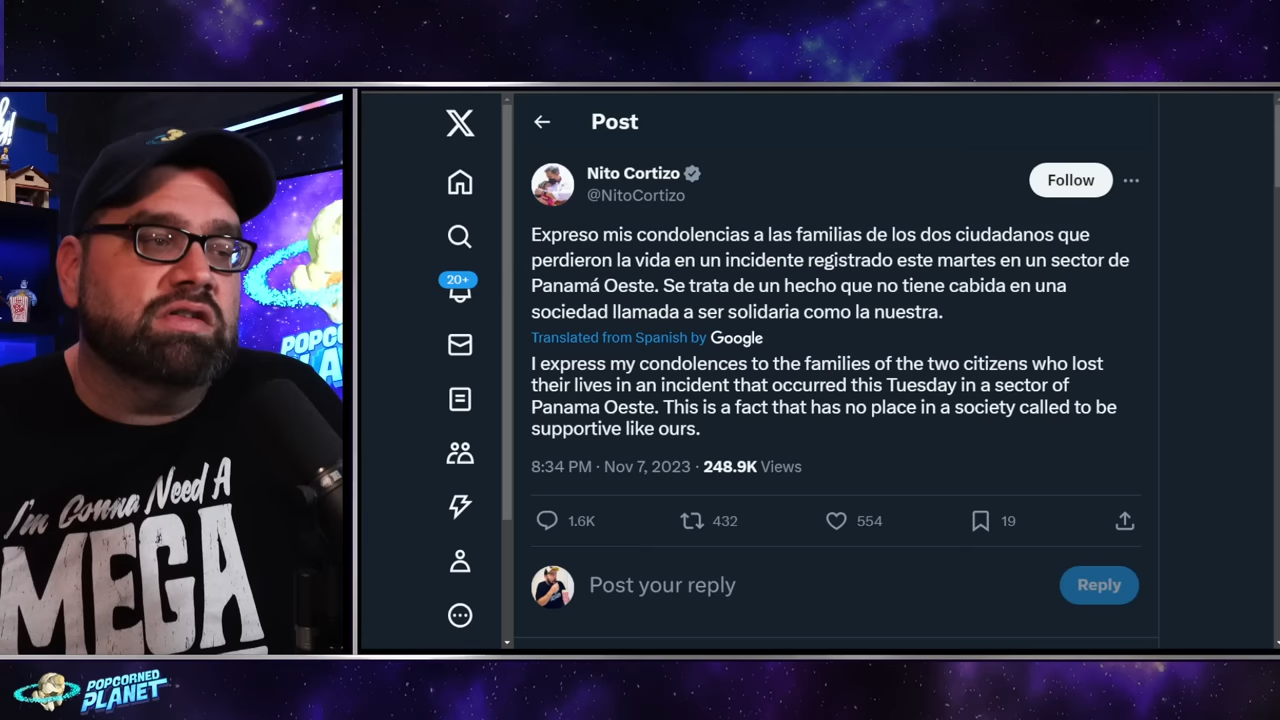 Post
Nito Cortizo
@NitoCortizo
Follow
Expreso mis condolencias a las familias de los dos ciudadanos que
perdieron la vida en un incidente registrado este martes en un sector de
Panamá Oeste. Se trata de un hecho que no tiene cabida en una
sociedad llamada a ser solidaria como la nuestra.
Translated from Spanish by Google
I express my condolences to the families of the two citizens who lost
their lives in an incident that occurred this Tuesday in a sector of
Panama Oeste. This is a fact that has no place in a society called to be
supportive like ours.
8:34 PM · Nov 7, 2023 · 248.9K Views
1.6K 432 554 19
Post your reply
Reply
20+
I'm Gonna Need A
MEGA
POPCORNED
PLANET